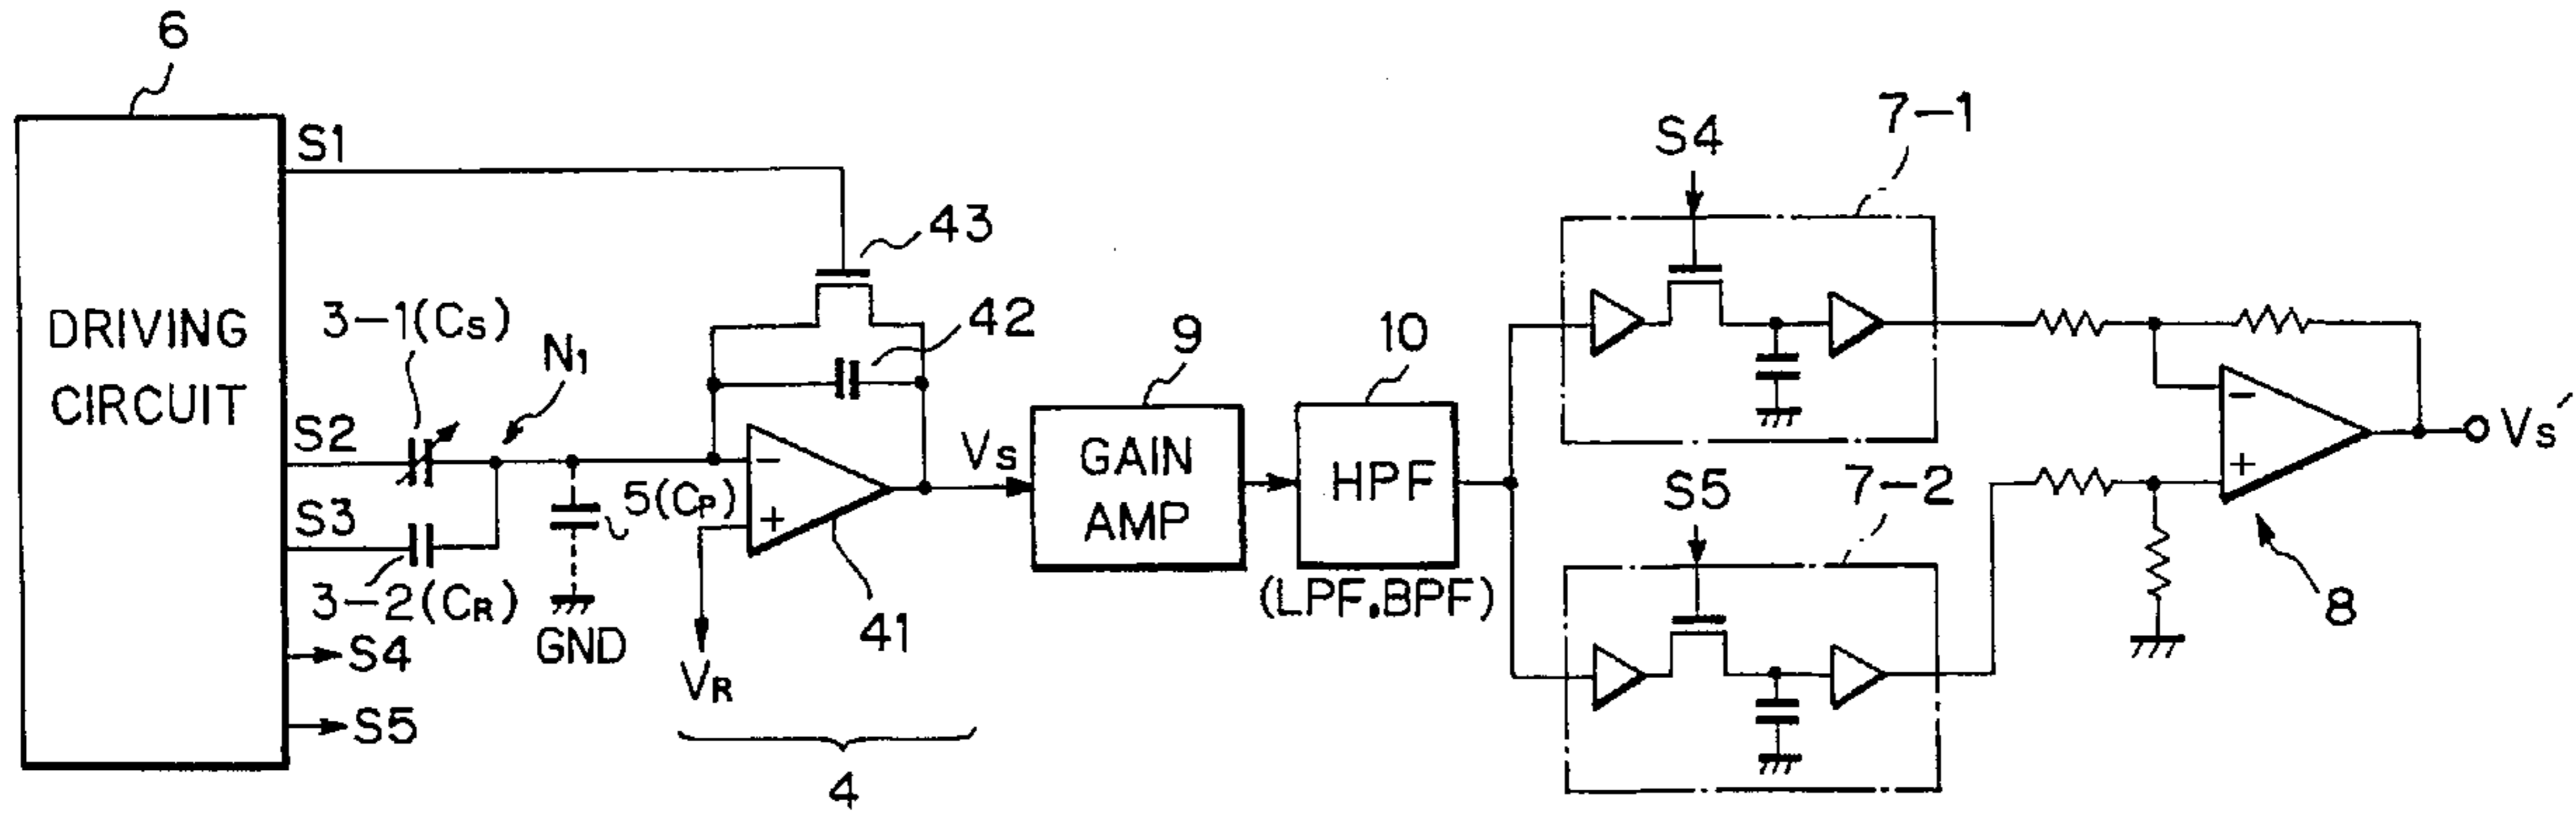 6
S1
DRIVING
CIRCUIT
3-1(Cs)
N1
S2
S3
3-2(CR)
5(CP)
GND
S4
S5
43
42
41
VR
4
Vs
9
GAIN
AMP
10
HPF
(LPF,BPF)
S4
7-1
S5
7-2
8
Vs'